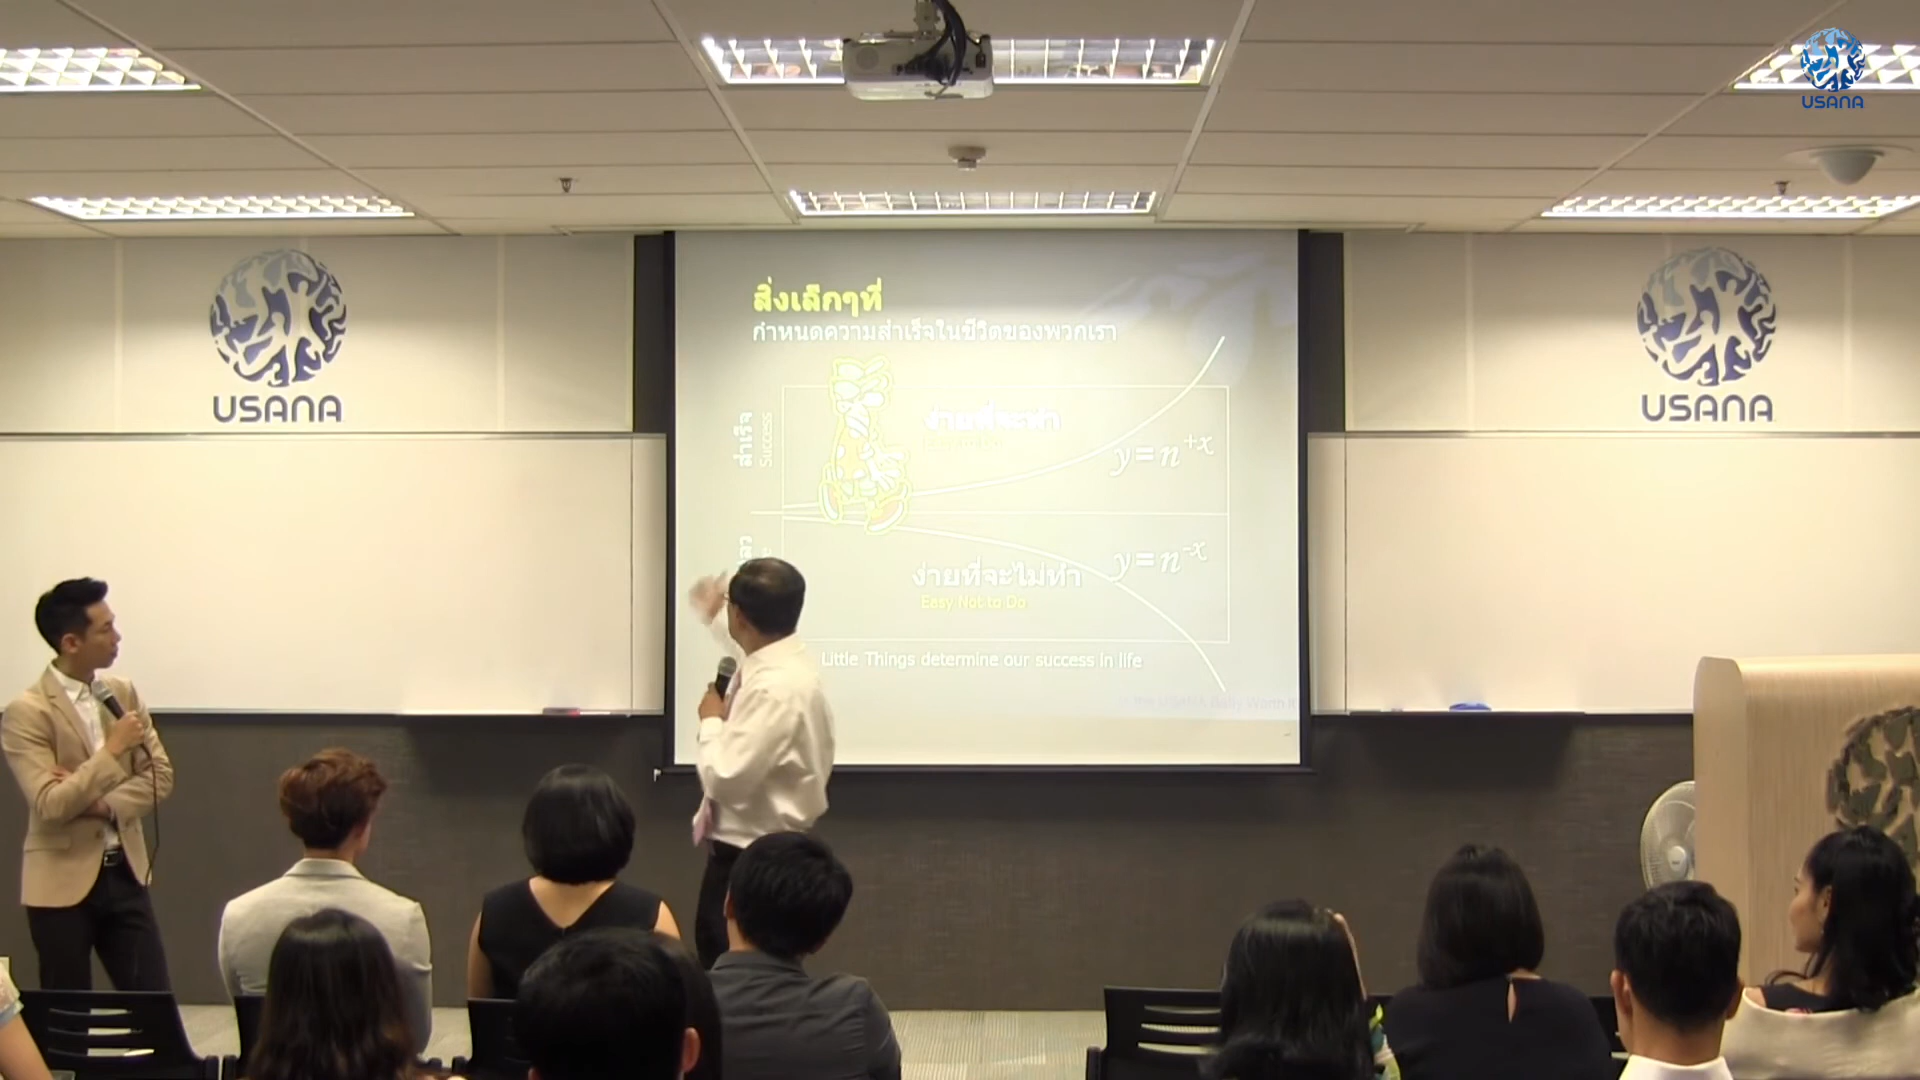 USANA
USANA
USANA
สิ่งเล็กๆที่
กำหนดความสำเร็จในชีวิตของพวกเรา
สำเร็จ
Success
ง่ายที่จะทำ
y=n⁺ˣ
y=n⁻ˣ
ง่ายที่จะไม่ทำ
Easy Not to Do
Little Things determine our success in life